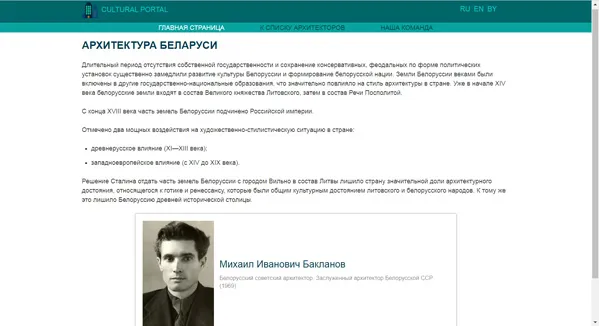 CULTURAL PORTAL
RU EN BY
ГЛАВНАЯ СТРАНИЦА К СПИСКУ АРХИТЕКТОРОВ НАША КОМАНДА
АРХИТЕКТУРА БЕЛАРУСИ
Длительный период отсутствия собственной государственности и сохранение консервативных, феодальных по форме политических
установок существенно замедлили развитие культуры Белоруссии и формирование белорусской нации. Земли Белоруссии веками были
включены в другие государственно-национальные образования, что значительно повлияло на стиль архитектуры в стране. Уже в начале XIV
века белорусские земли входят в состав Великого княжества Литовского, затем в состав Речи Посполитой.
С конца XVIII века часть земель Белоруссии подчинено Российской империи.
Отмечено два мощных воздействия на художественно-стилистическую ситуацию в стране:
древнерусское влияние (XI—XIII века);
западноевропейское влияние (с XIV до XIX века).
Решение Сталина отдать часть земель Белоруссии с городом Вильно в состав Литвы лишило страну значительной доли архитектурного
достояния, относящегося к готике и ренессансу, которые были общим культурным достоянием литовского и белорусского народов. К тому же
это лишило Белоруссию древней исторической столицы.
Михаил Иванович Бакланов
Белорусский советский архитектор. Заслуженный архитектор Белорусской ССР
(1969)